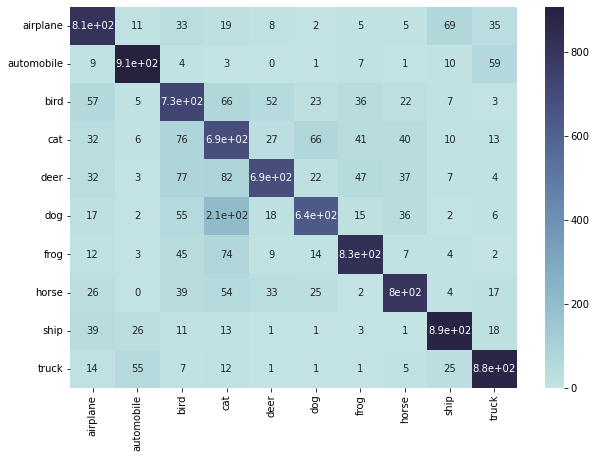 airplane 8.1e+02 11 33 19 8 2 5 5 69 35
automobile 9 9.1e+02 4 3 0 1 7 1 10 59
bird 57 5 7.3e+02 66 52 23 36 22 7 3
cat 32 6 76 6.9e+02 27 66 41 40 10 13
deer 32 3 77 82 6.9e+02 22 47 37 7 4
dog 17 2 55 2.1e+02 18 6.4e+02 15 36 2 6
frog 12 3 45 74 9 14 8.3e+02 7 4 2
horse 26 0 39 54 33 25 2 8e+02 4 17
ship 39 26 11 13 1 1 3 1 8.9e+02 18
truck 14 55 7 12 1 1 1 5 25 8.8e+02
airplane automobile bird cat deer dog frog horse ship truck
800
600
400
200
0